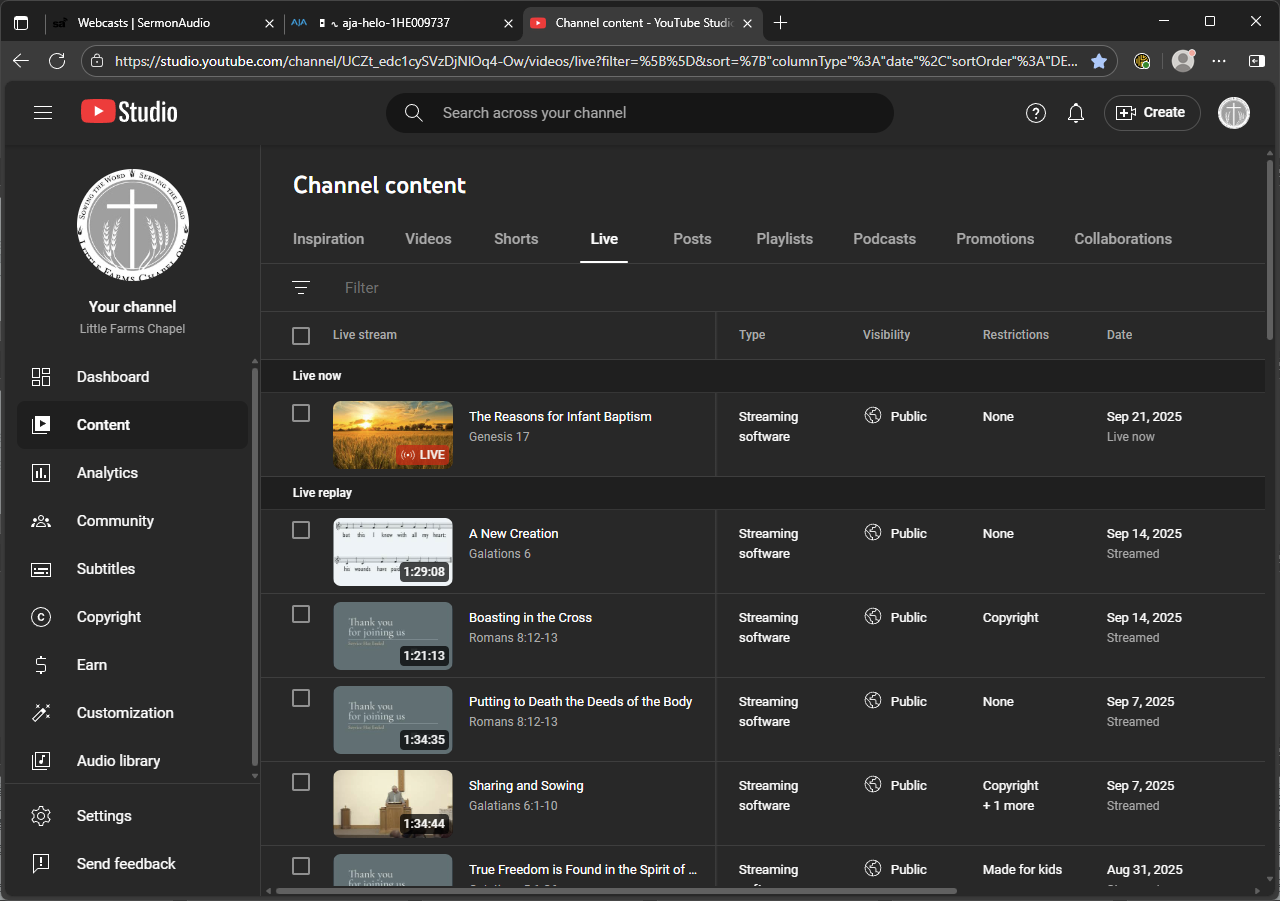 Webcasts | SermonAudio
AJA aja-helo-1HE009737
Channel content - YouTube Studio
https://studio.youtube.com/channel/UCZt_edc1cySVzDjNlOq4-Ow/videos/live?filter=%5B%5D&sort=%7B"columnType"%3A"date"%2C"sortOrder"%3A"DE...
Studio
Search across your channel
Create
SOWING THE WORD SERVING THE LORD
LITTLE FARMS CHAPEL OPC
Your channel
Little Farms Chapel
Dashboard
Content
Analytics
Community
Subtitles
Copyright
Earn
Customization
Audio library
Settings
Send feedback
Channel content
Inspiration Videos Shorts Live Posts Playlists Podcasts Promotions Collaborations
Filter
Live stream Type Visibility Restrictions Date
Live now
LIVE
The Reasons for Infant Baptism
Genesis 17
Streaming
software
Public
None
Sep 21, 2025
Live now
Live replay
but this I know with all my heart:
1:29:08
A New Creation
Galations 6
Streaming
software
Public
None
Sep 14, 2025
Streamed
Thank you
for joining us
1:21:13
Boasting in the Cross
Romans 8:12-13
Streaming
software
Public
Copyright
Sep 14, 2025
Streamed
Thank you
for joining us
1:34:35
Putting to Death the Deeds of the Body
Romans 8:12-13
Streaming
software
Public
None
Sep 7, 2025
Streamed
1:34:44
Sharing and Sowing
Galatians 6:1-10
Streaming
software
Public
Copyright
+ 1 more
Sep 7, 2025
Streamed
Thank you
True Freedom is Found in the Spirit of ...
Streaming
Public
Made for kids
Aug 31, 2025